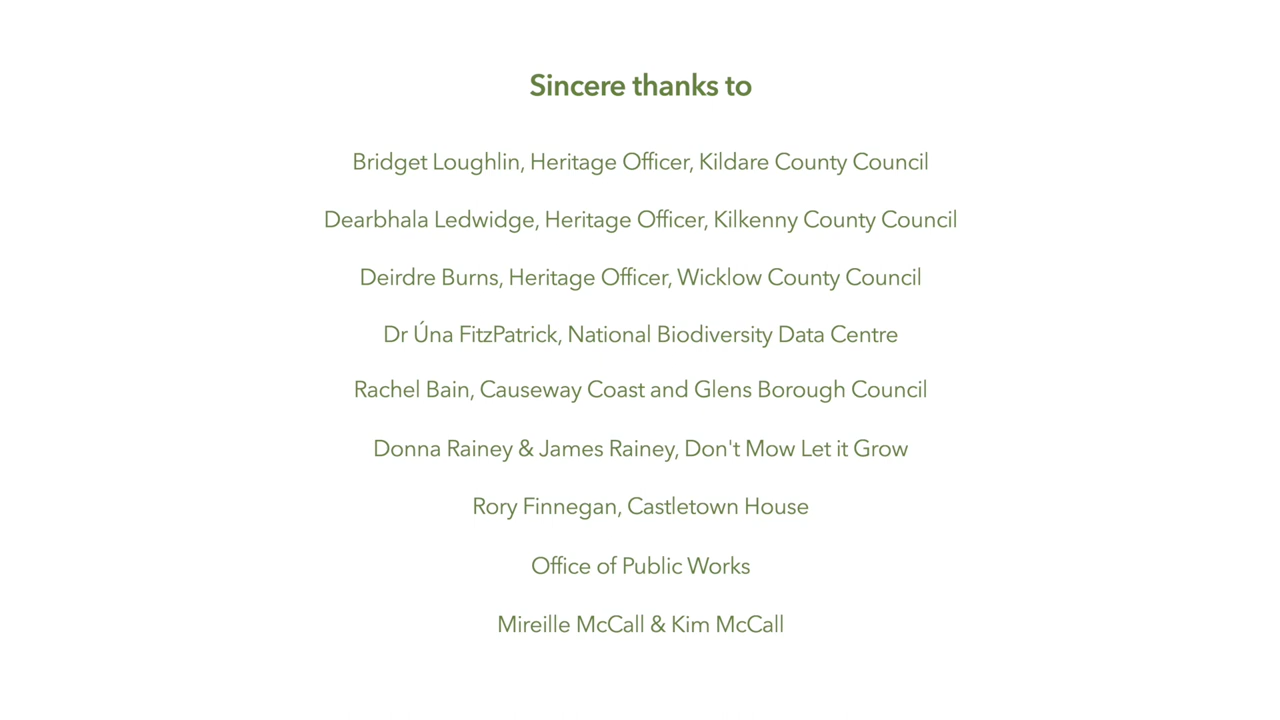 Sincere thanks to
Bridget Loughlin, Heritage Officer, Kildare County Council
Dearbhala Ledwidge, Heritage Officer, Kilkenny County Council
Deirdre Burns, Heritage Officer, Wicklow County Council
Dr Úna FitzPatrick, National Biodiversity Data Centre
Rachel Bain, Causeway Coast and Glens Borough Council
Donna Rainey & James Rainey, Don't Mow Let it Grow
Rory Finnegan, Castletown House
Office of Public Works
Mireille McCall & Kim McCall